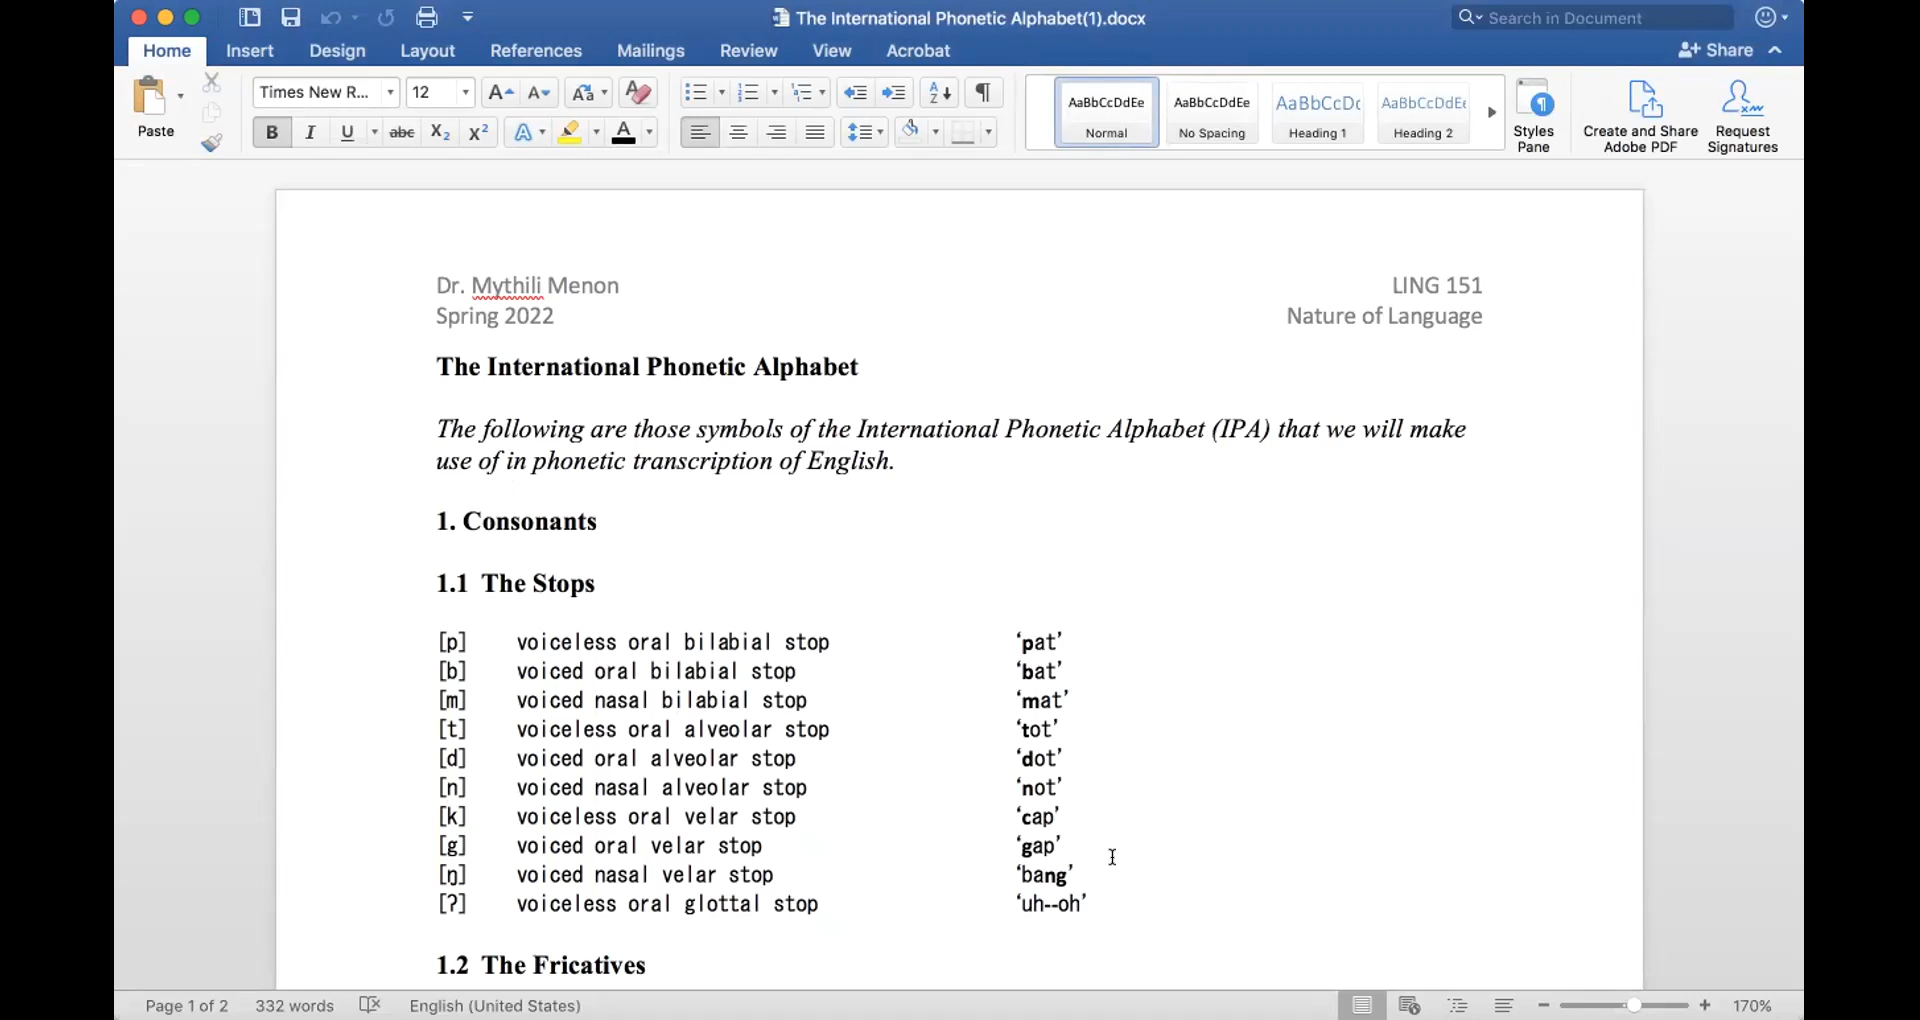 The International Phonetic Alphabet(1).docx
Search in Document
Home Insert Design Layout References Mailings Review View Acrobat
Share
Paste
Times New R... 12
AaBbCcDdEe AaBbCcDdEe AaBbCcDc AaBbCcDdEe
Normal No Spacing Heading 1 Heading 2
Styles Pane
Create and Share Adobe PDF
Request Signatures
Dr. Mythili Menon LING 151
Spring 2022 Nature of Language
The International Phonetic Alphabet
The following are those symbols of the International Phonetic Alphabet (IPA) that we will make
use of in phonetic transcription of English.
1. Consonants
1.1 The Stops
[p] voiceless oral bilabial stop ‘pat’
[b] voiced oral bilabial stop ‘bat’
[m] voiced nasal bilabial stop ‘mat’
[t] voiceless oral alveolar stop ‘tot’
[d] voiced oral alveolar stop ‘dot’
[n] voiced nasal alveolar stop ‘not’
[k] voiceless oral velar stop ‘cap’
[g] voiced oral velar stop ‘gap’
[ŋ] voiced nasal velar stop ‘bang’
[ʔ] voiceless oral glottal stop ‘uh--oh’
1.2 The Fricatives
Page 1 of 2 332 words English (United States) 170%